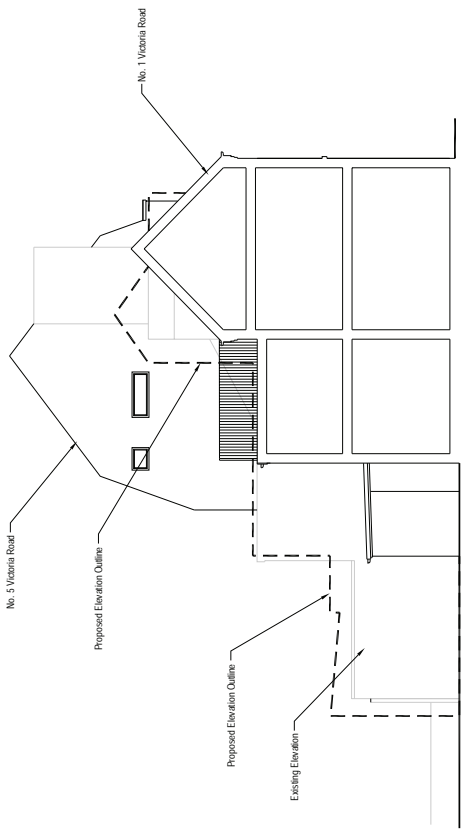 No. 5 Victoria Road
Proposed Elevation Outline
Proposed Elevation Outline
Existing Elevation
No. 1 Victoria Road